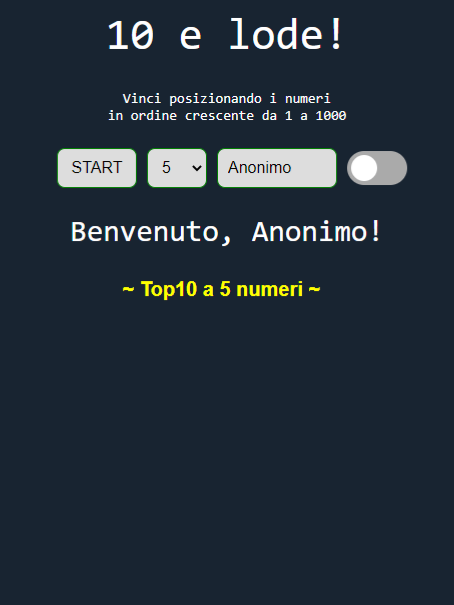 10 e lode!
Vinci posizionando i numeri
in ordine crescente da 1 a 1000
START 5 Anonimo
Benvenuto, Anonimo!
~ Top10 a 5 numeri ~